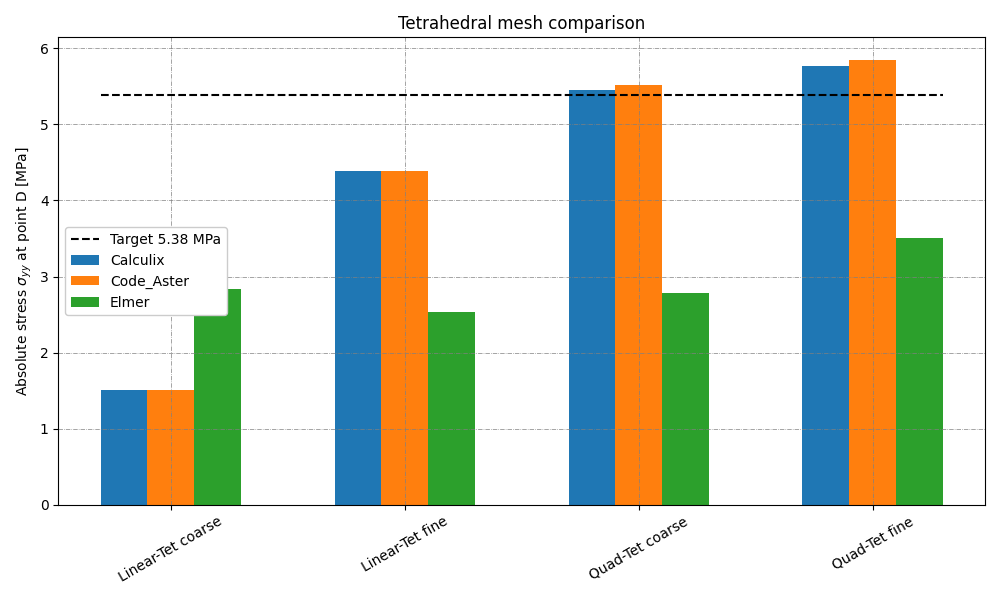 Tetrahedral mesh comparison
Absolute stress σyy at point D [MPa]
6
5
4
3
2
1
0
Target 5.38 MPa
Calculix
Code_Aster
Elmer
Linear-Tet coarse
Linear-Tet fine
Quad-Tet coarse
Quad-Tet fine